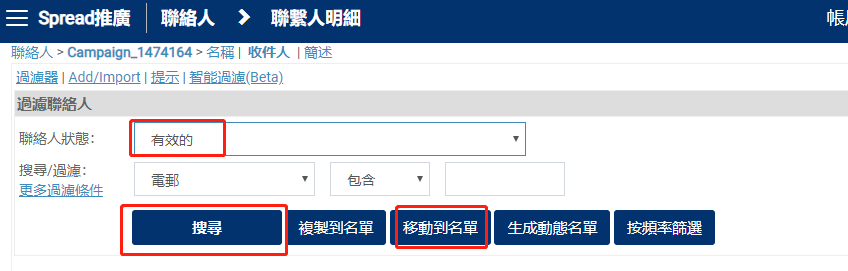 Spread推廣 聯絡人 > 聯繫人明細 帳
聯絡人 > Campaign_1474164 > 名稱 | 收件人 | 簡述
過濾器 | Add/Import | 提示 | 智能過濾(Beta)
過濾聯絡人
聯絡人狀態: 有效的
搜尋/過濾: 電郵 包含
更多過濾條件
搜尋 複製到名單 移動到名單 生成動態名單 按頻率篩選